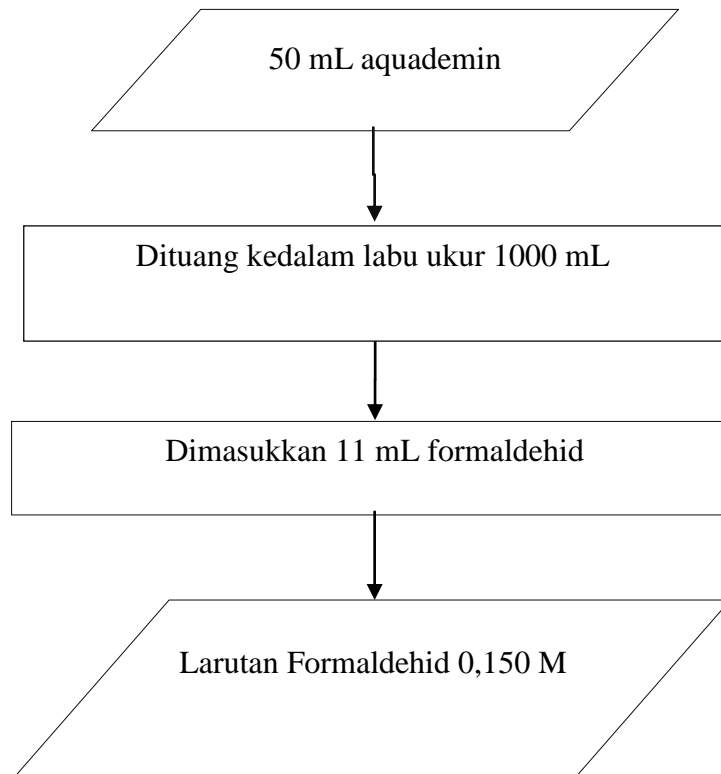 50 mL aquademin
Dituang kedalam labu ukur 1000 mL
Dimasukkan 11 mL formaldehid
Larutan Formaldehid 0,150 M